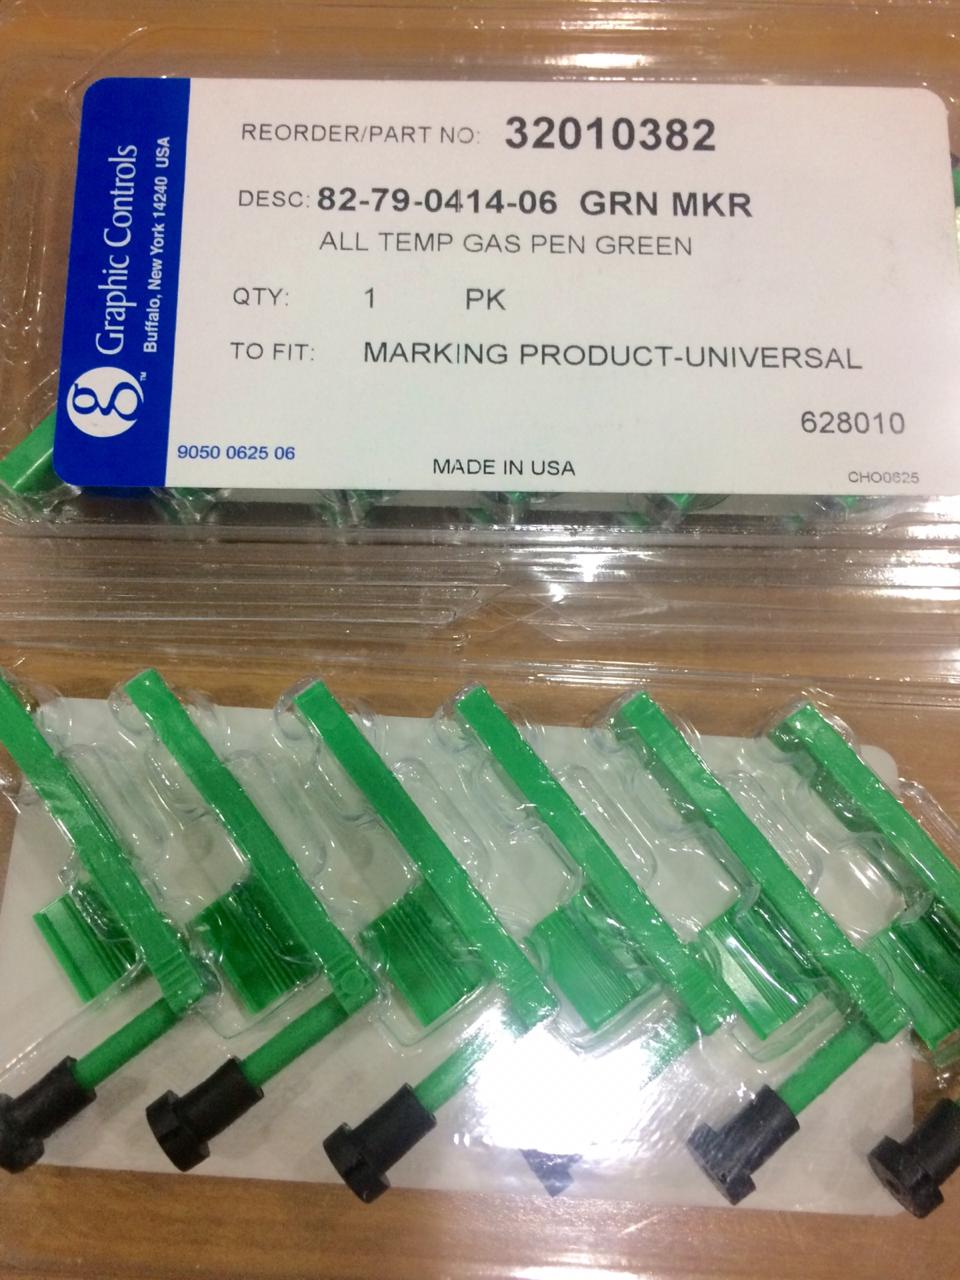 Graphic Controls
Buffalo, New York 14240 USA
g™
REORDER/PART NO: 32010382
DESC: 82-79-0414-06 GRN MKR
ALL TEMP GAS PEN GREEN
QTY: 1 PK
TO FIT: MARKING PRODUCT-UNIVERSAL
628010
9050 0625 06
MADE IN USA
CHO0625